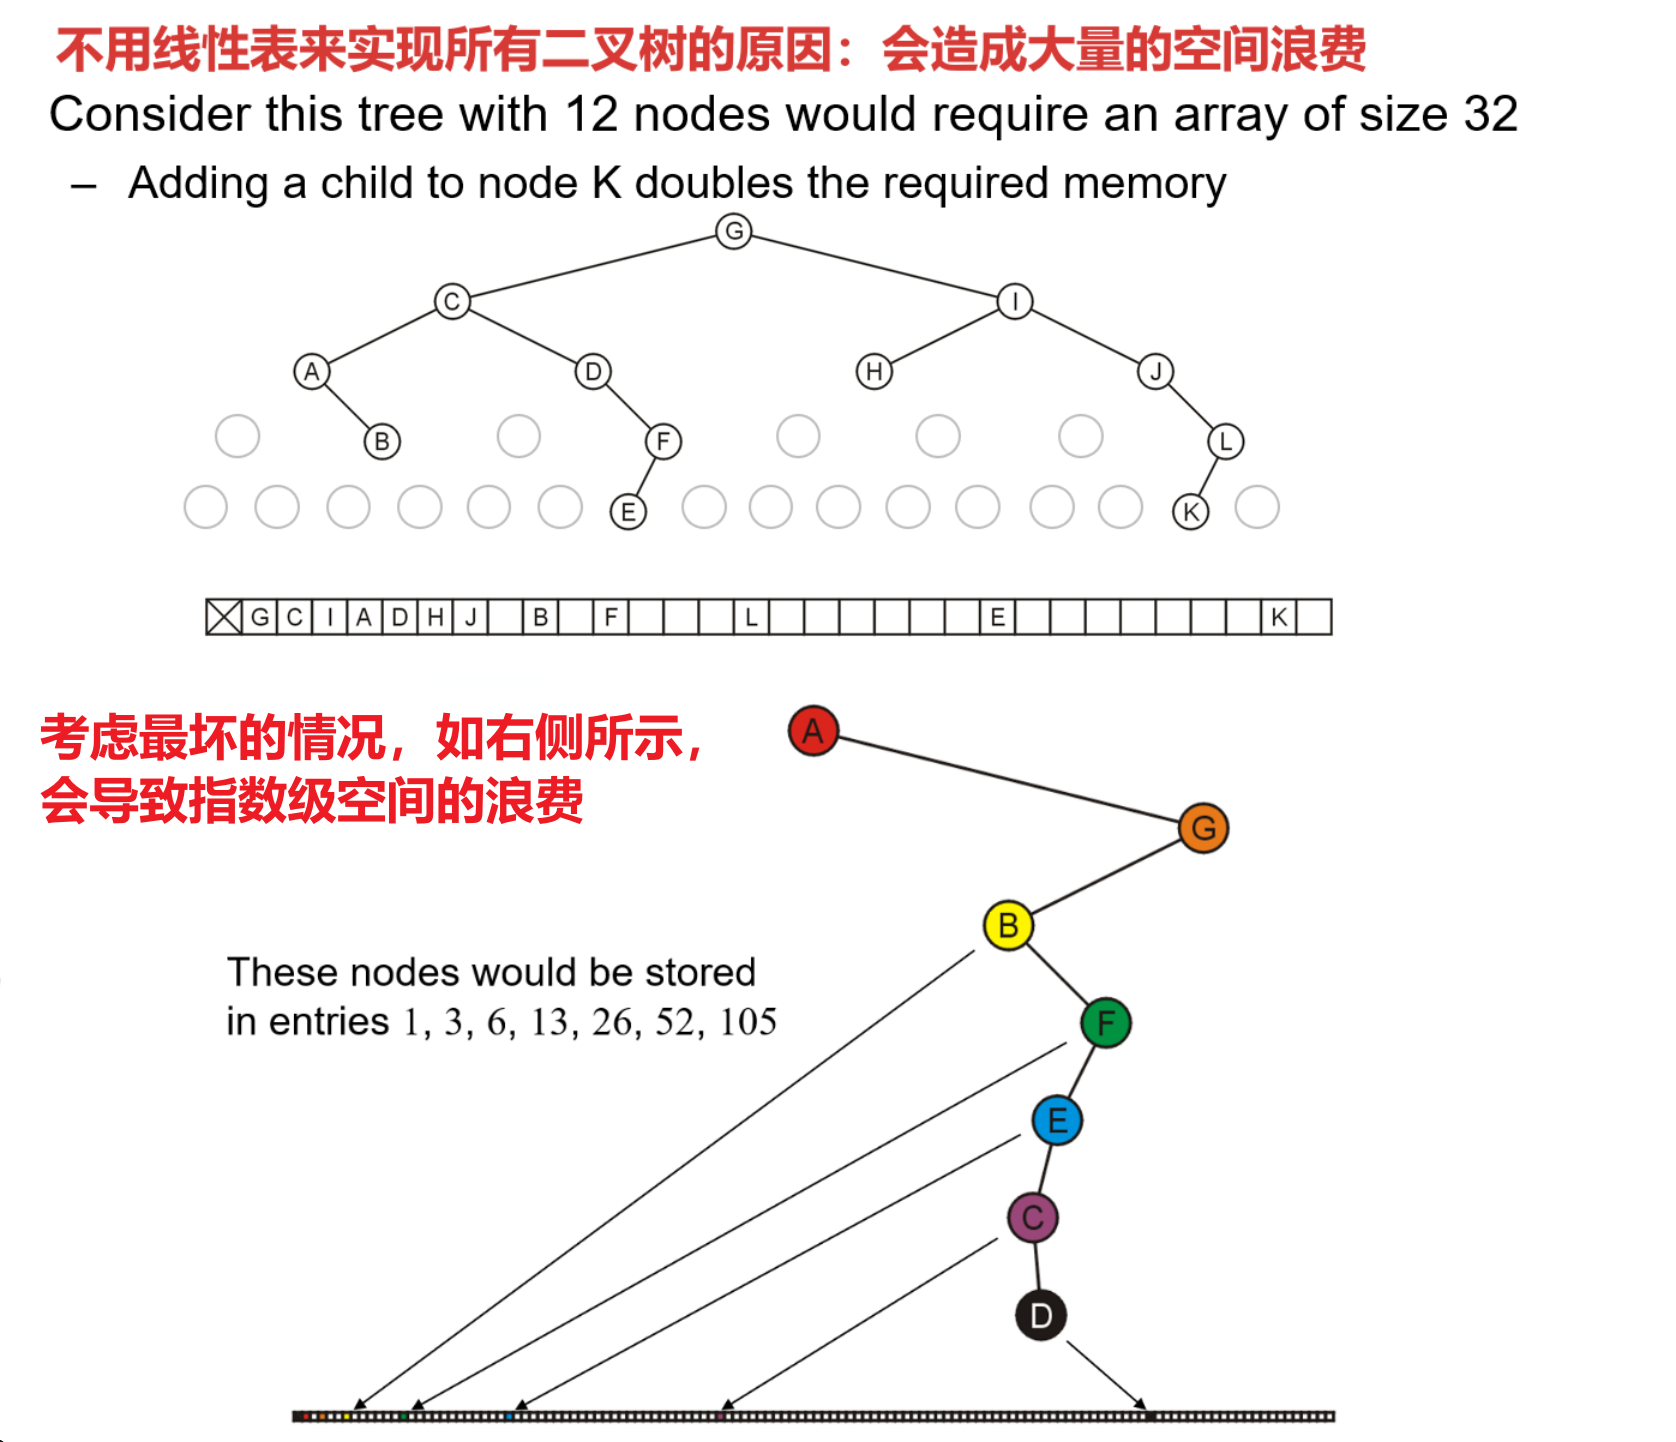 不用线性表来实现所有二叉树的原因：会造成大量的空间浪费
Consider this tree with 12 nodes would require an array of size 32
– Adding a child to node K doubles the required memory
G
C I
A D H J
B F L
E K
G C I A D H J B F L E K
考虑最坏的情况，如右侧所示，
会导致指数级空间的浪费
A
G
B
These nodes would be stored
in entries 1, 3, 6, 13, 26, 52, 105
F
E
C
D